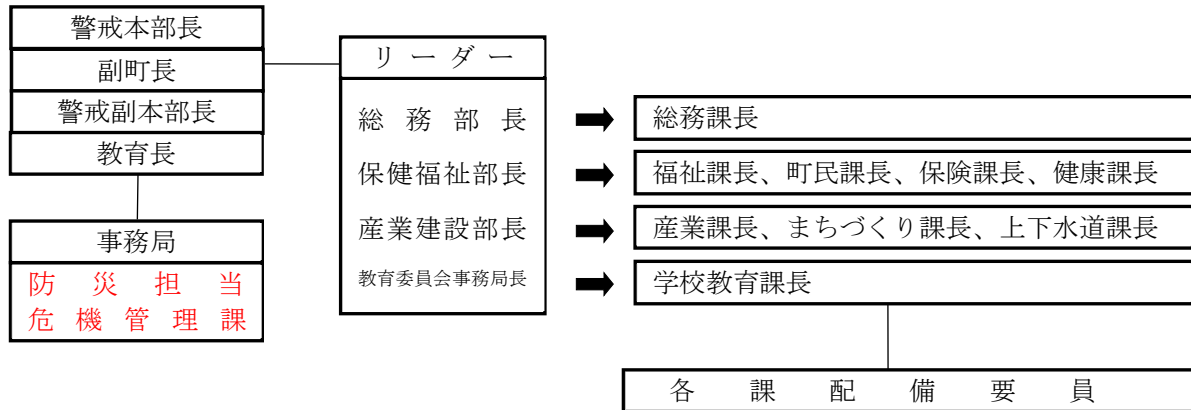 警戒本部長
副町長
警戒副本部長
教育長
事務局
防災担当
危機管理課
リーダー
総務部長
保健福祉部長
産業建設部長
教育委員会事務局長
総務課長
福祉課長、町民課長、保険課長、健康課長
産業課長、まちづくり課長、上下水道課長
学校教育課長
各課配備要員